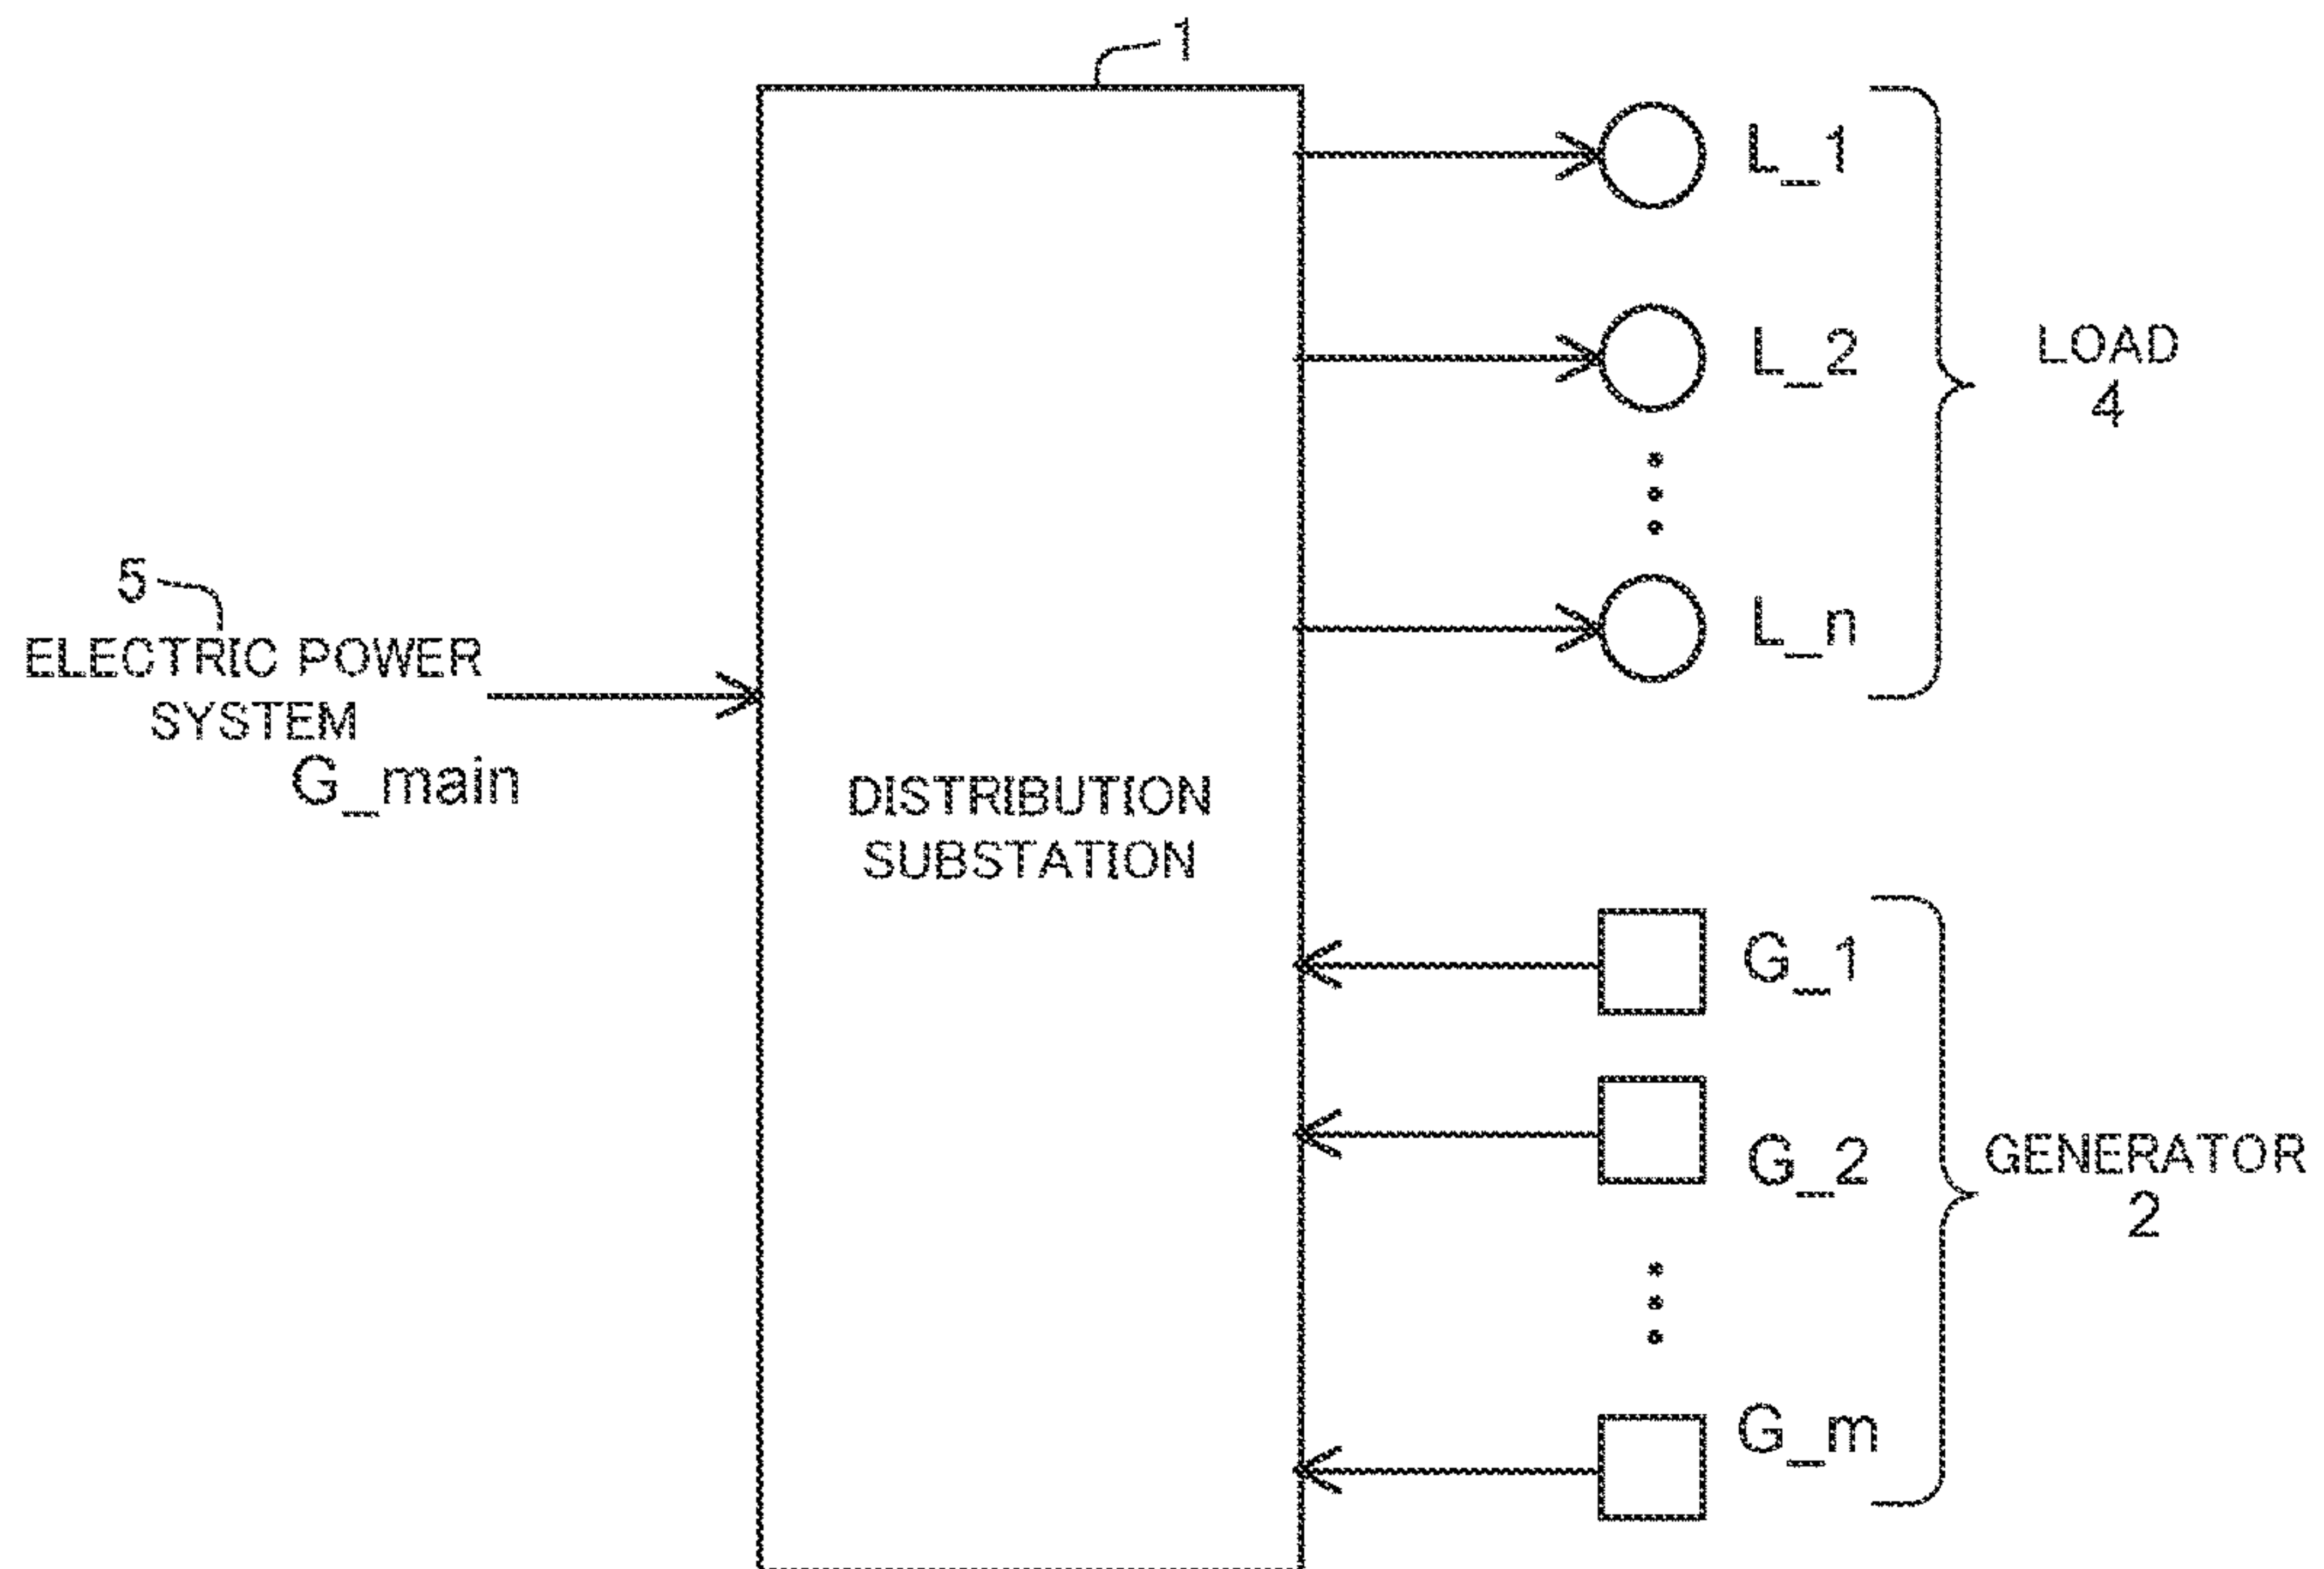 1
L_1
L_2
LOAD
4
L_n
5
ELECTRIC POWER
SYSTEM
G_main
DISTRIBUTION
SUBSTATION
G_1
G_2
GENERATOR
2
G_m